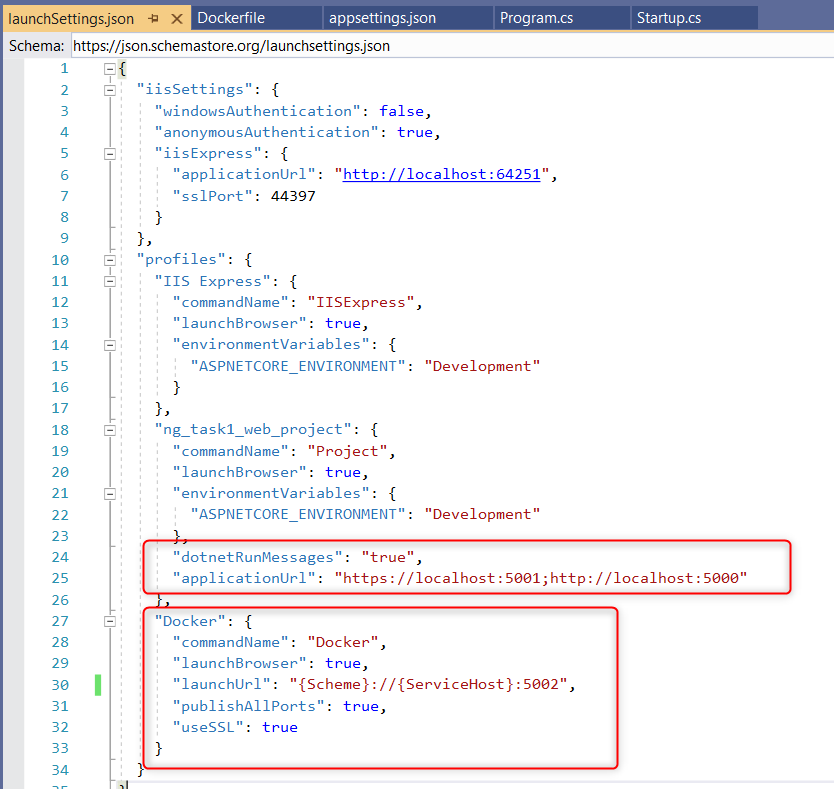 launchSettings.json Dockerfile appsettings.json Program.cs Startup.cs
Schema: https://json.schemastore.org/launchsettings.json
1 {
2 "iisSettings": {
3 "windowsAuthentication": false,
4 "anonymousAuthentication": true,
5 "iisExpress": {
6 "applicationUrl": "http://localhost:64251",
7 "sslPort": 44397
8 }
9 },
10 "profiles": {
11 "IIS Express": {
12 "commandName": "IISExpress",
13 "launchBrowser": true,
14 "environmentVariables": {
15 "ASPNETCORE_ENVIRONMENT": "Development"
16 }
17 },
18 "ng_task1_web_project": {
19 "commandName": "Project",
20 "launchBrowser": true,
21 "environmentVariables": {
22 "ASPNETCORE_ENVIRONMENT": "Development"
23 },
24 "dotnetRunMessages": "true",
25 "applicationUrl": "https://localhost:5001;http://localhost:5000"
26 },
27 "Docker": {
28 "commandName": "Docker",
29 "launchBrowser": true,
30 "launchUrl": "{Scheme}://{ServiceHost}:5002",
31 "publishAllPorts": true,
32 "useSSL": true
33 }
34 }
35 }